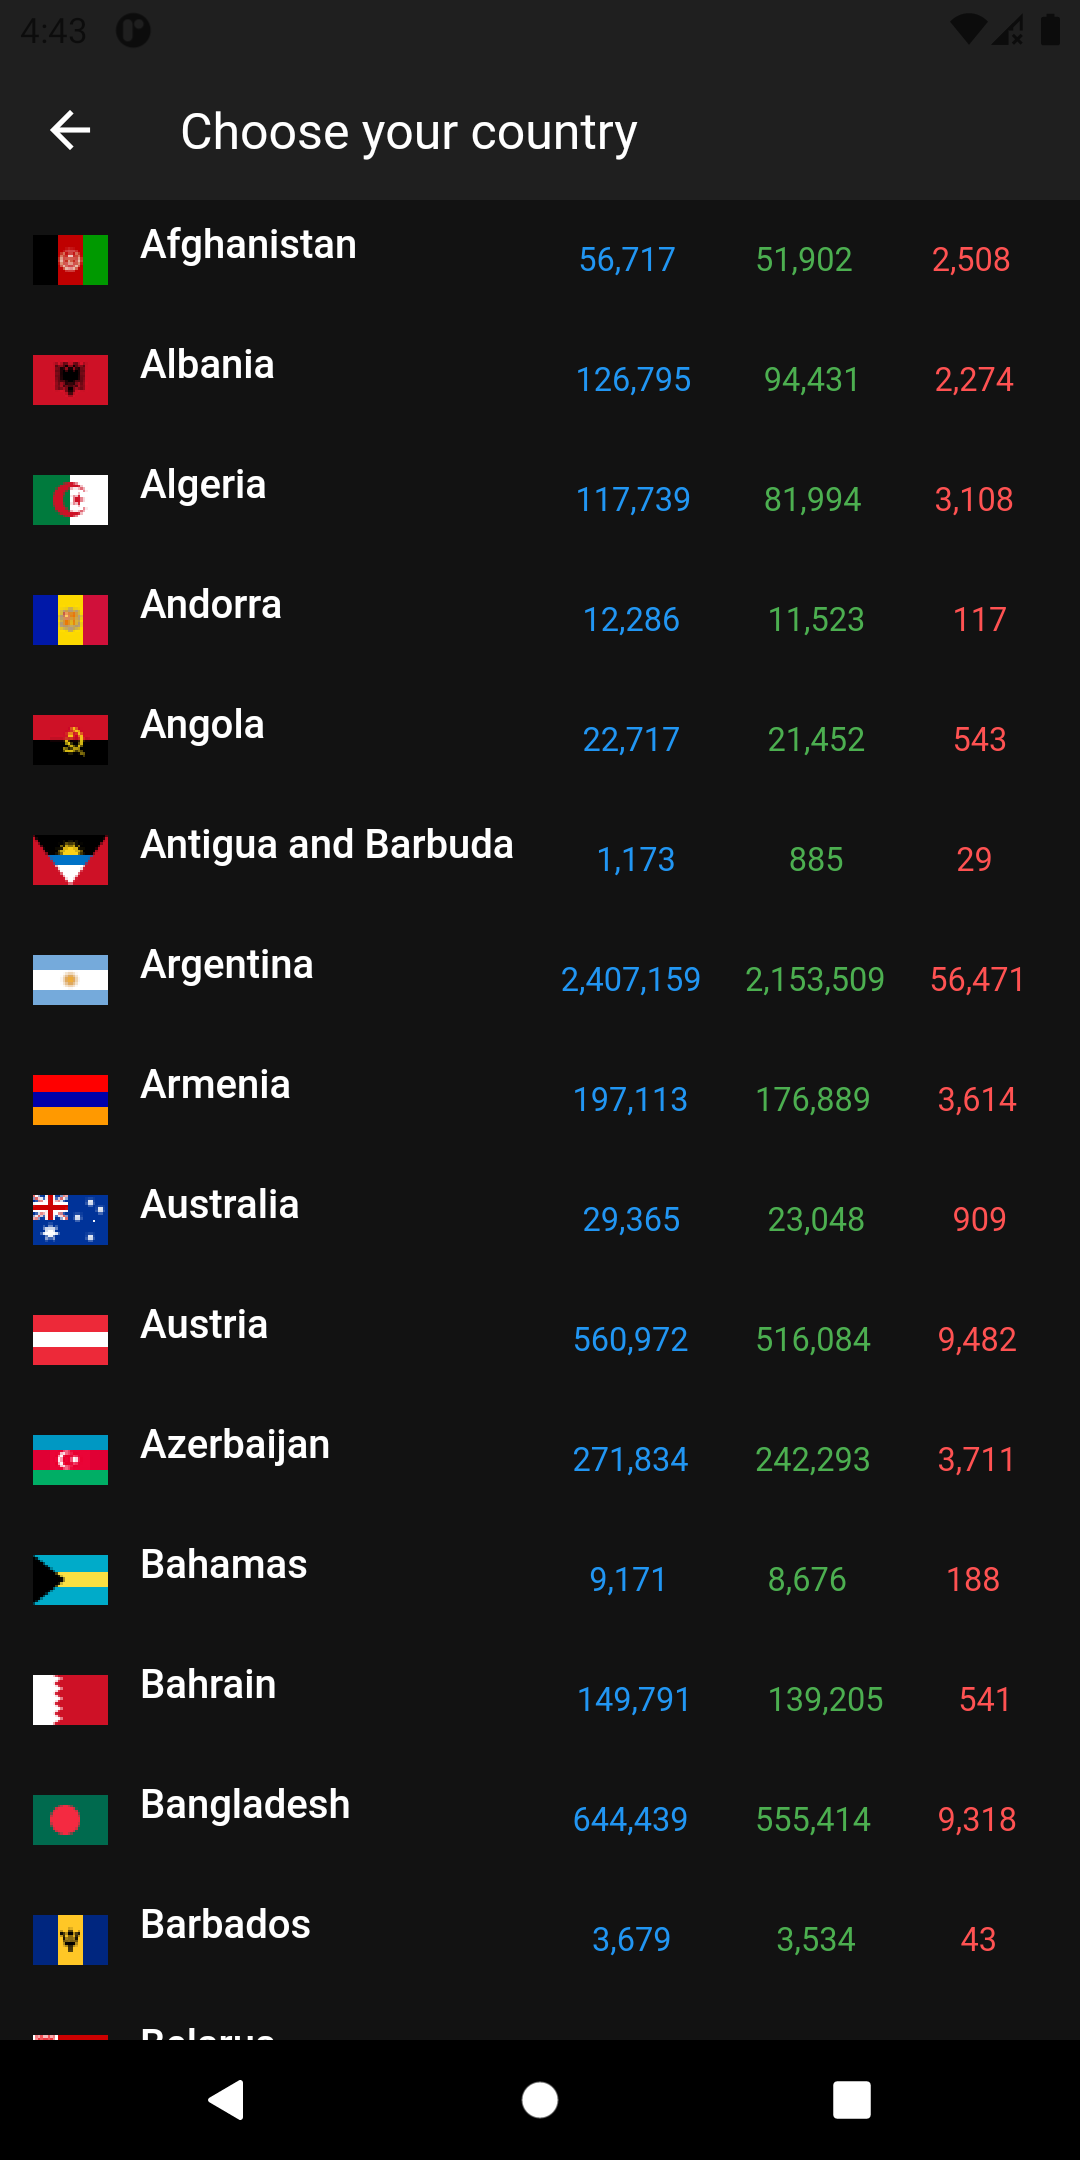 4:43
Choose your country
Afghanistan 56,717 51,902 2,508
Albania 126,795 94,431 2,274
Algeria 117,739 81,994 3,108
Andorra 12,286 11,523 117
Angola 22,717 21,452 543
Antigua and Barbuda 1,173 885 29
Argentina 2,407,159 2,153,509 56,471
Armenia 197,113 176,889 3,614
Australia 29,365 23,048 909
Austria 560,972 516,084 9,482
Azerbaijan 271,834 242,293 3,711
Bahamas 9,171 8,676 188
Bahrain 149,791 139,205 541
Bangladesh 644,439 555,414 9,318
Barbados 3,679 3,534 43
Belarus